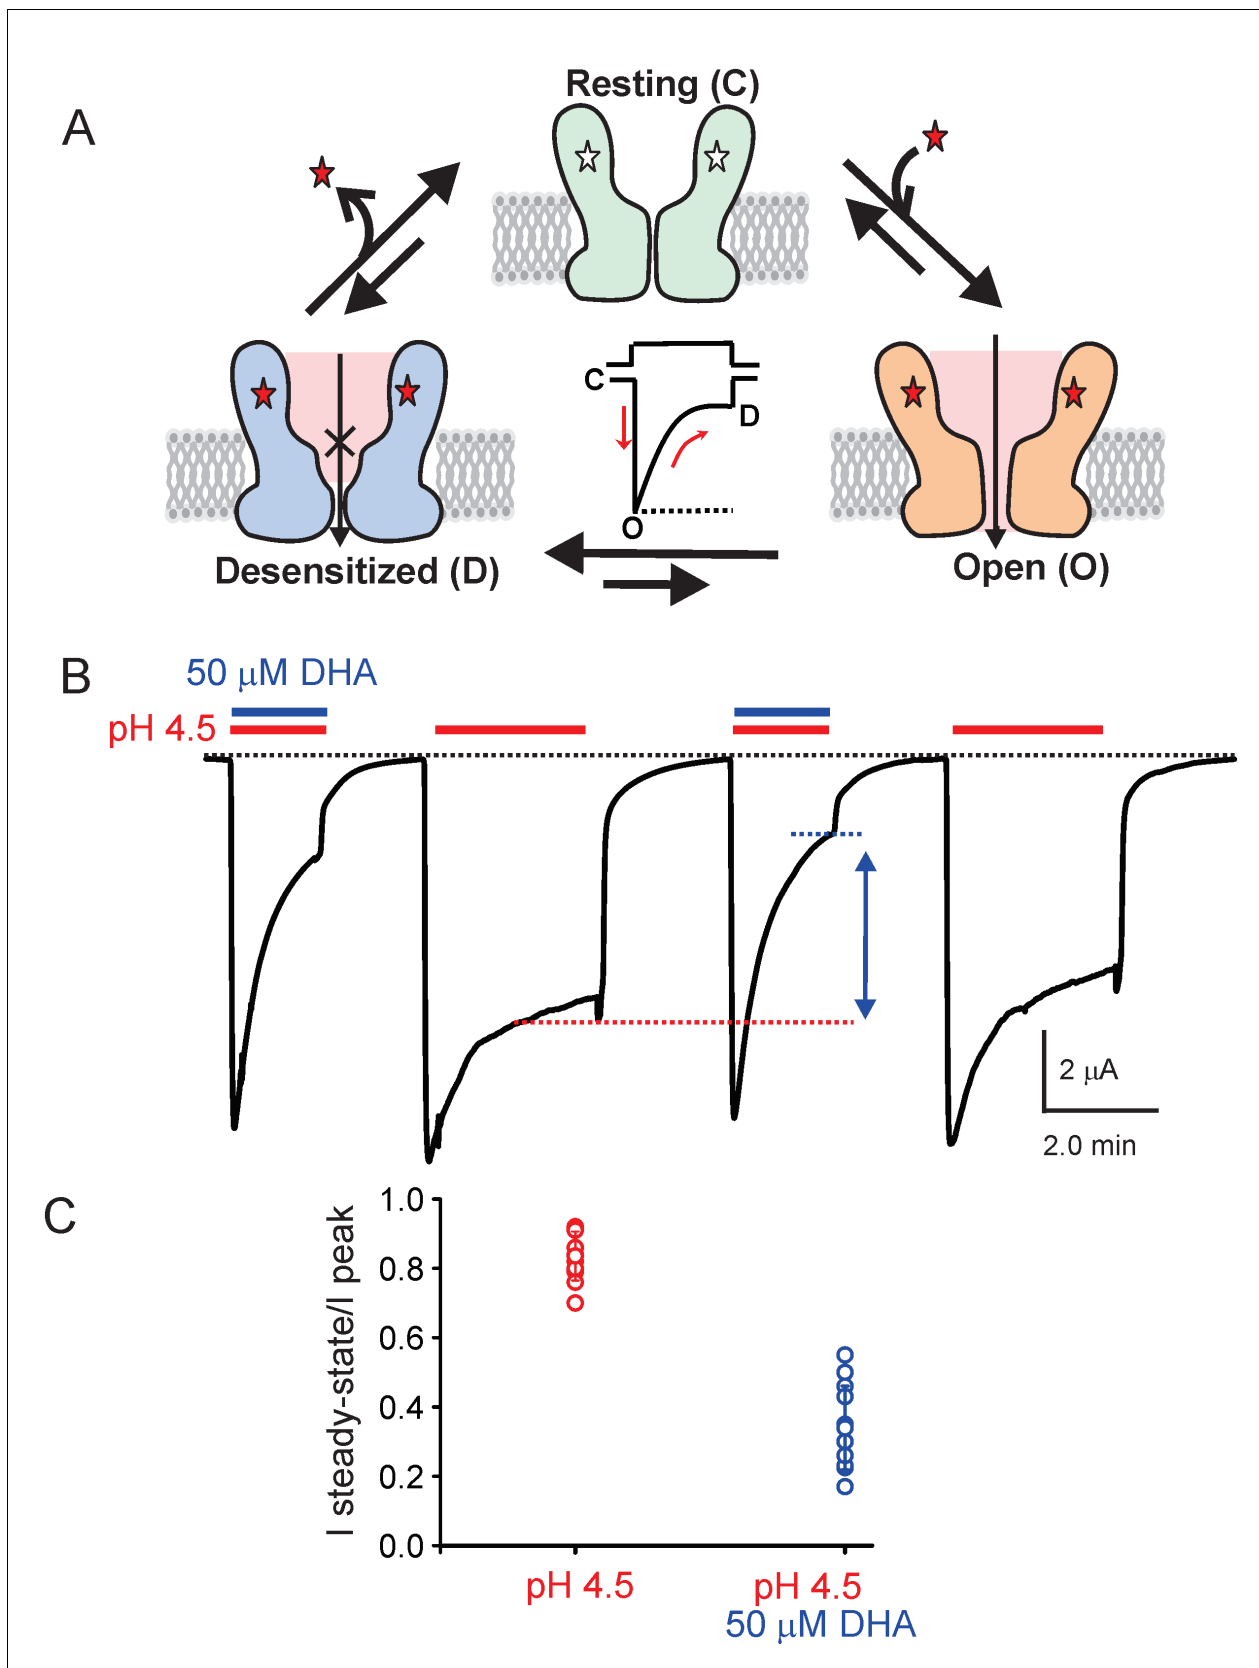 A
Resting (C)
C
D
O
Desensitized (D)
Open (O)
B
50 μM DHA
pH 4.5
2 μA
2.0 min
C
I steady-state/I peak
1.0
0.8
0.6
0.4
0.2
0.0
pH 4.5
pH 4.5
50 μM DHA